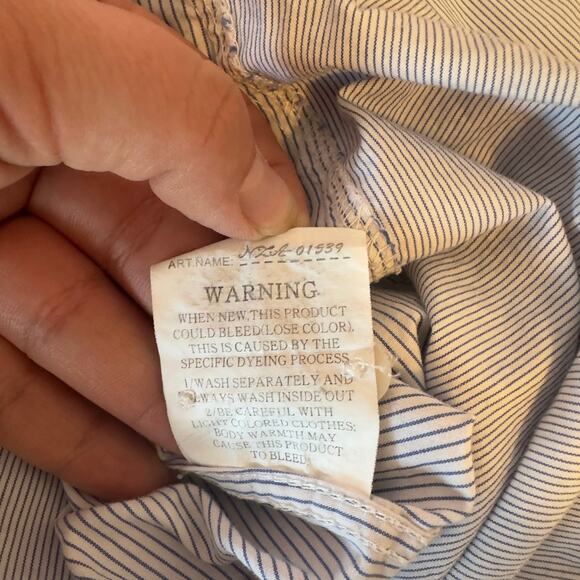 ART.NAME: NZA-01539
WARNING
WHEN NEW,THIS PRODUCT
COULD BLEED(LOSE COLOR).
THIS IS CAUSED BY THE
SPECIFIC DYEING PROCESS
1/WASH SEPARATELY AND
ALWAYS WASH INSIDE OUT
2/BE CAREFUL WITH
LIGHT COLORED CLOTHES;
BODY WARMTH MAY
CAUSE THIS PRODUCT
TO BLEED